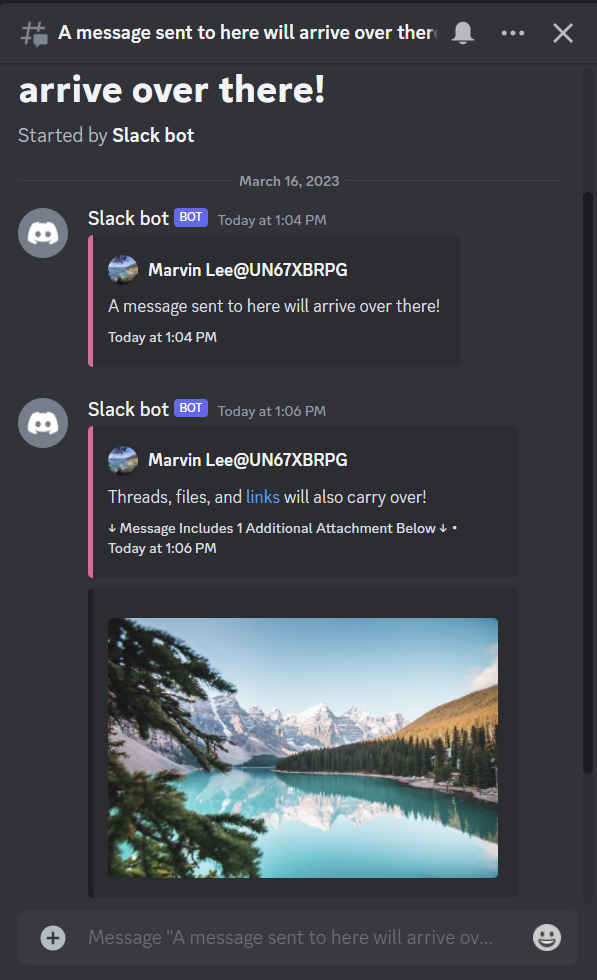 A message sent to here will arrive over ther
arrive over there!
Started by Slack bot
March 16, 2023
Slack bot BOT Today at 1:04 PM
Marvin Lee@UN67XBRPG
A message sent to here will arrive over there!
Today at 1:04 PM
Slack bot BOT Today at 1:06 PM
Marvin Lee@UN67XBRPG
Threads, files, and links will also carry over!
↓ Message Includes 1 Additional Attachment Below ↓ •
Today at 1:06 PM
Message "A message sent to here will arrive ov...